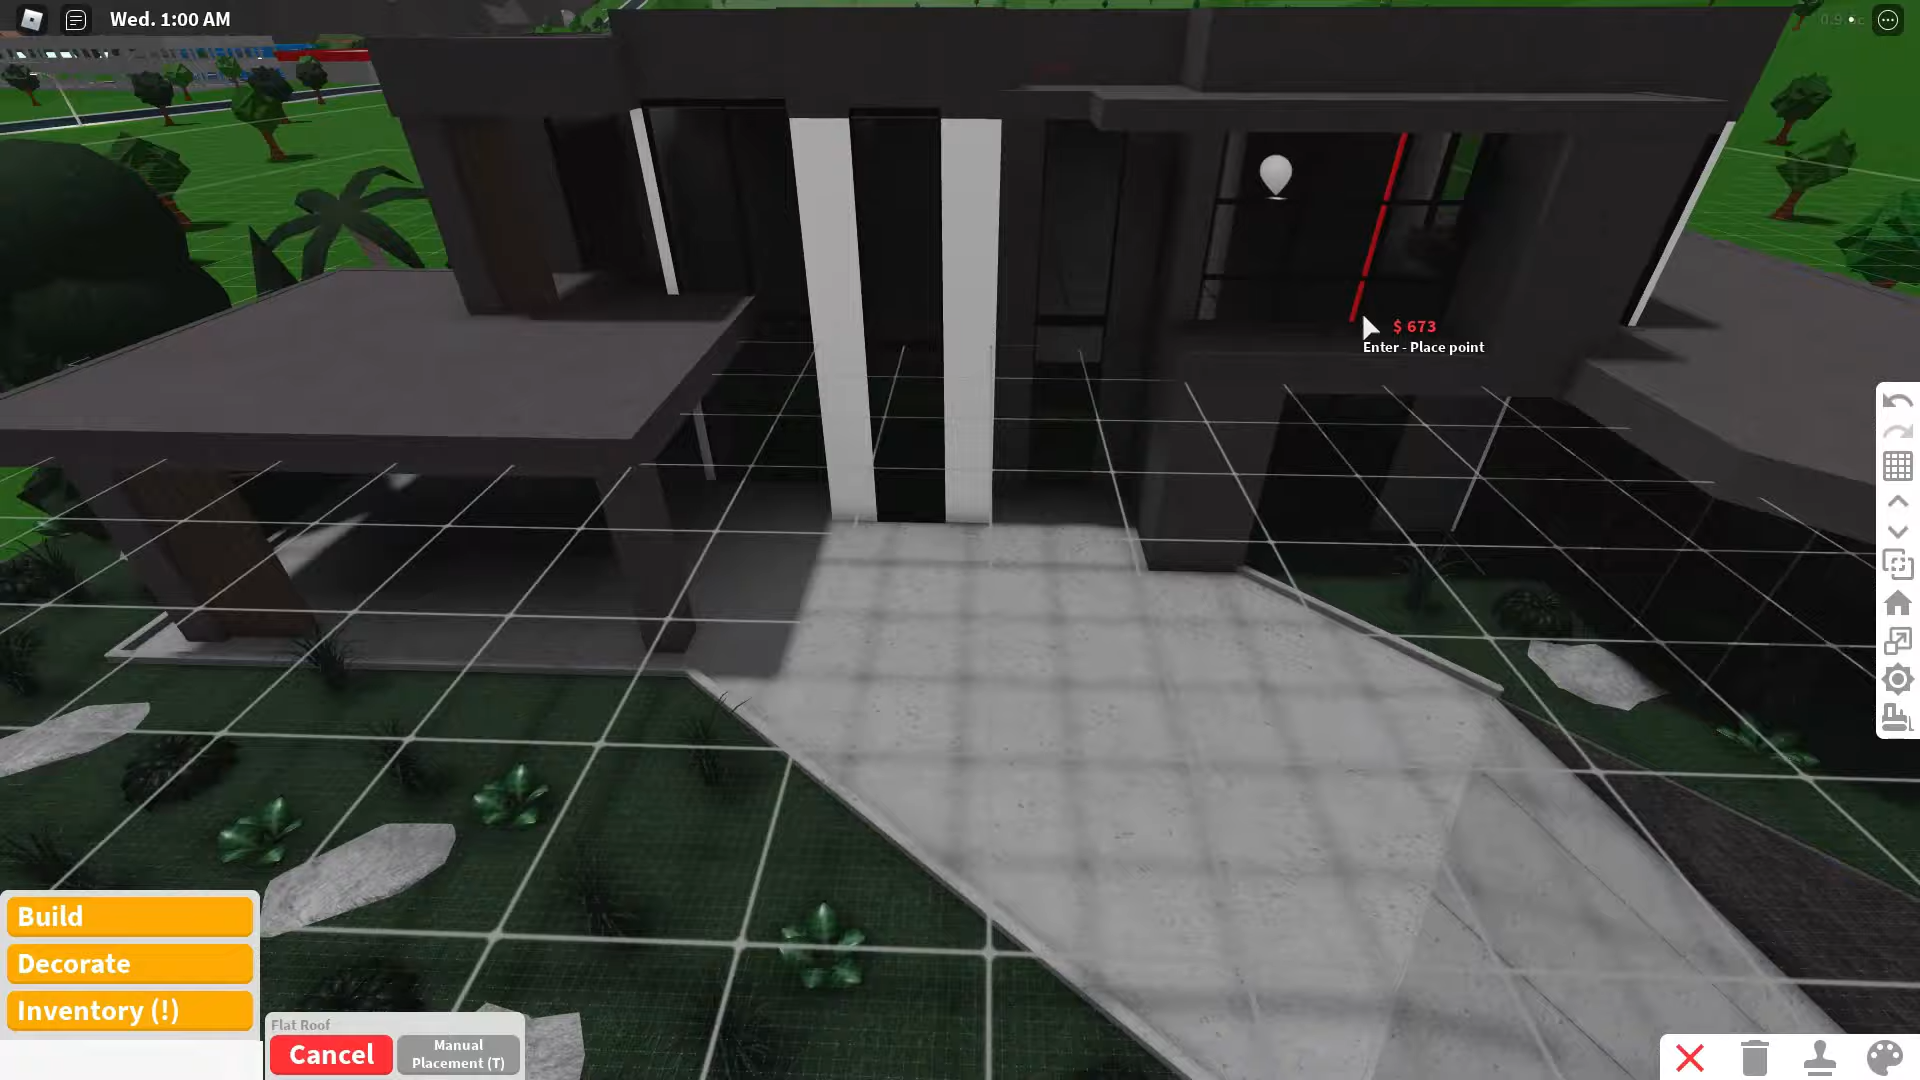 Wed. 1:00 AM
$ 673
Enter - Place point
Build
Decorate
Inventory (!)
Flat Roof
Cancel
Manual
Placement (T)